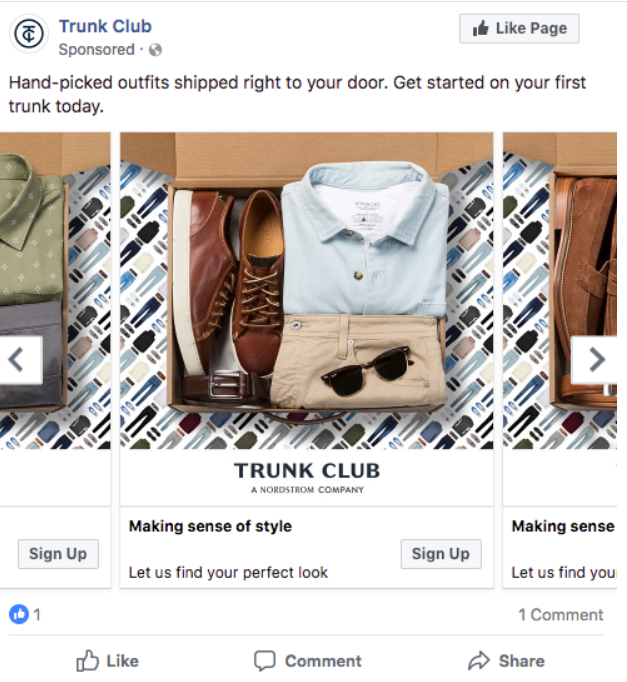 Trunk Club
Sponsored ·
Like Page
Hand-picked outfits shipped right to your door. Get started on your first
trunk today.
VINCE
TRUNK CLUB
A NORDSTROM COMPANY
Sign Up
Making sense of style
Let us find your perfect look
Sign Up
Making sense
Let us find you
1
1 Comment
Like
Comment
Share